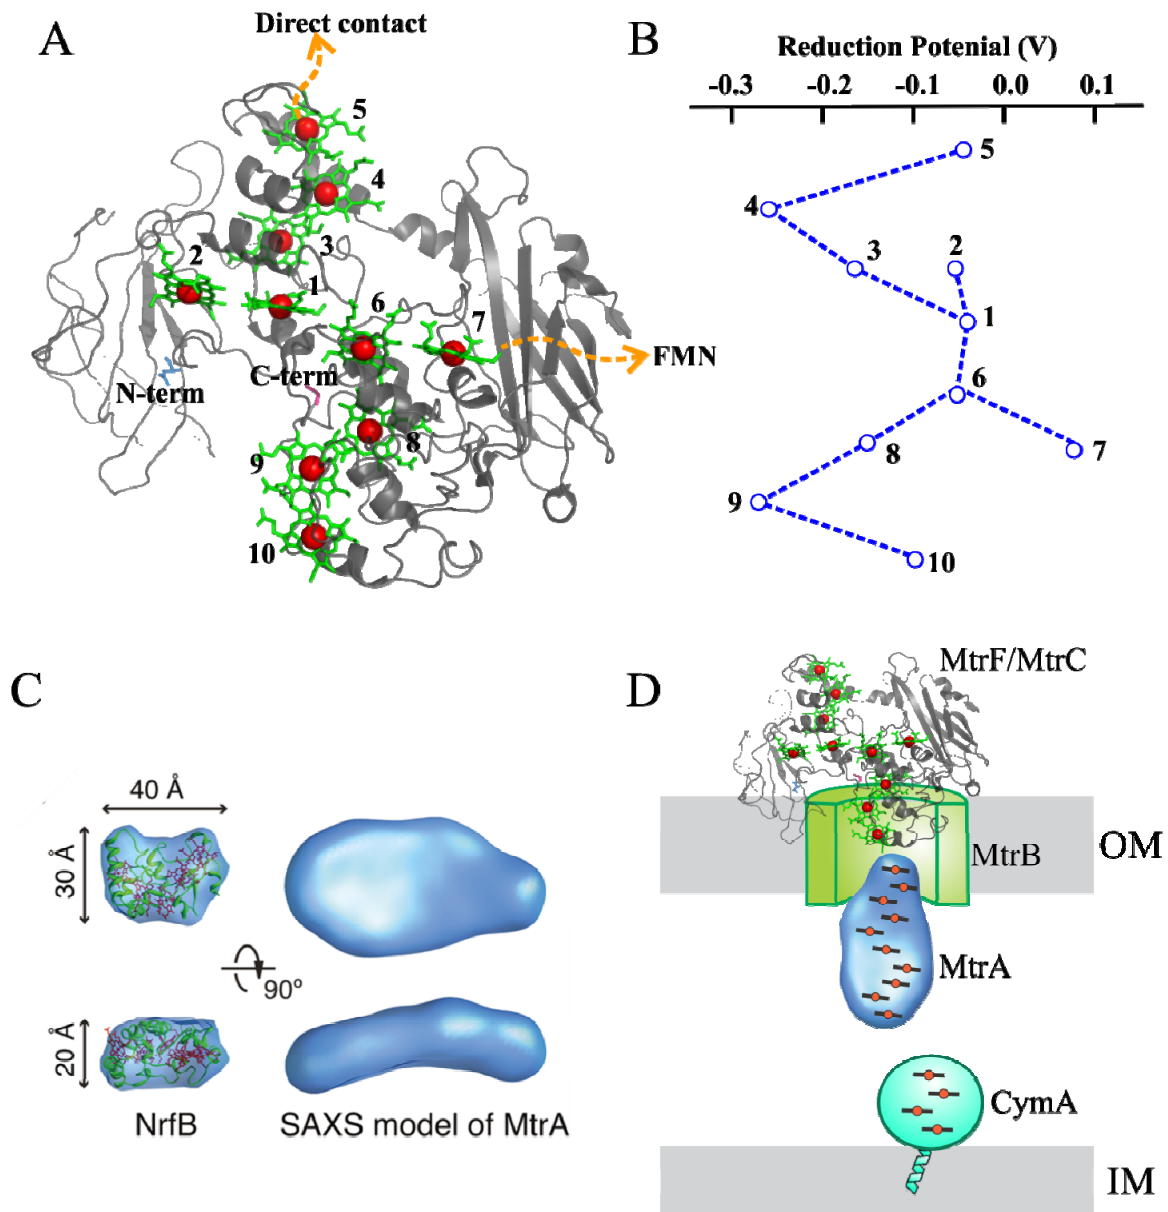 A
Direct contact
5
4
3
2
1
6
7
FMN
N-term
C-term
8
9
10
B
Reduction Potenial (V)
-0.3 -0.2 -0.1 0.0 0.1
5
4
3
2
1
6
8
7
9
10
C
40 Å
30 Å
90º
20 Å
NrfB
SAXS model of MtrA
D
MtrF/MtrC
MtrB
OM
MtrA
CymA
IM